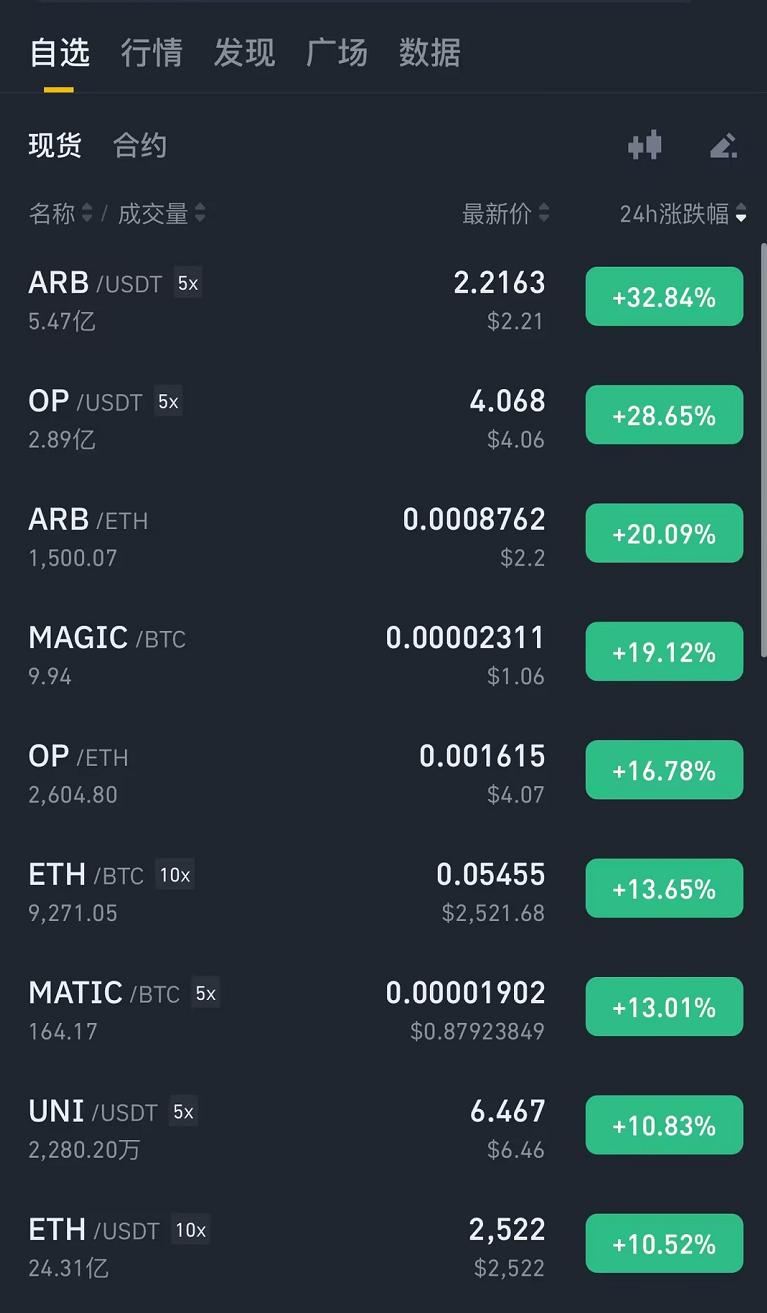 自选 行情 发现 广场 数据
现货 合约
名称 / 成交量 最新价 24h涨跌幅
ARB /USDT 5x 2.2163 +32.84%
5.47亿 $2.21
OP /USDT 5x 4.068 +28.65%
2.89亿 $4.06
ARB /ETH 0.0008762 +20.09%
1,500.07 $2.2
MAGIC /BTC 0.00002311 +19.12%
9.94 $1.06
OP /ETH 0.001615 +16.78%
2,604.80 $4.07
ETH /BTC 10x 0.05455 +13.65%
9,271.05 $2,521.68
MATIC /BTC 5x 0.00001902 +13.01%
164.17 $0.87923849
UNI /USDT 5x 6.467 +10.83%
2,280.20万 $6.46
ETH /USDT 10x 2,522 +10.52%
24.31亿 $2,522